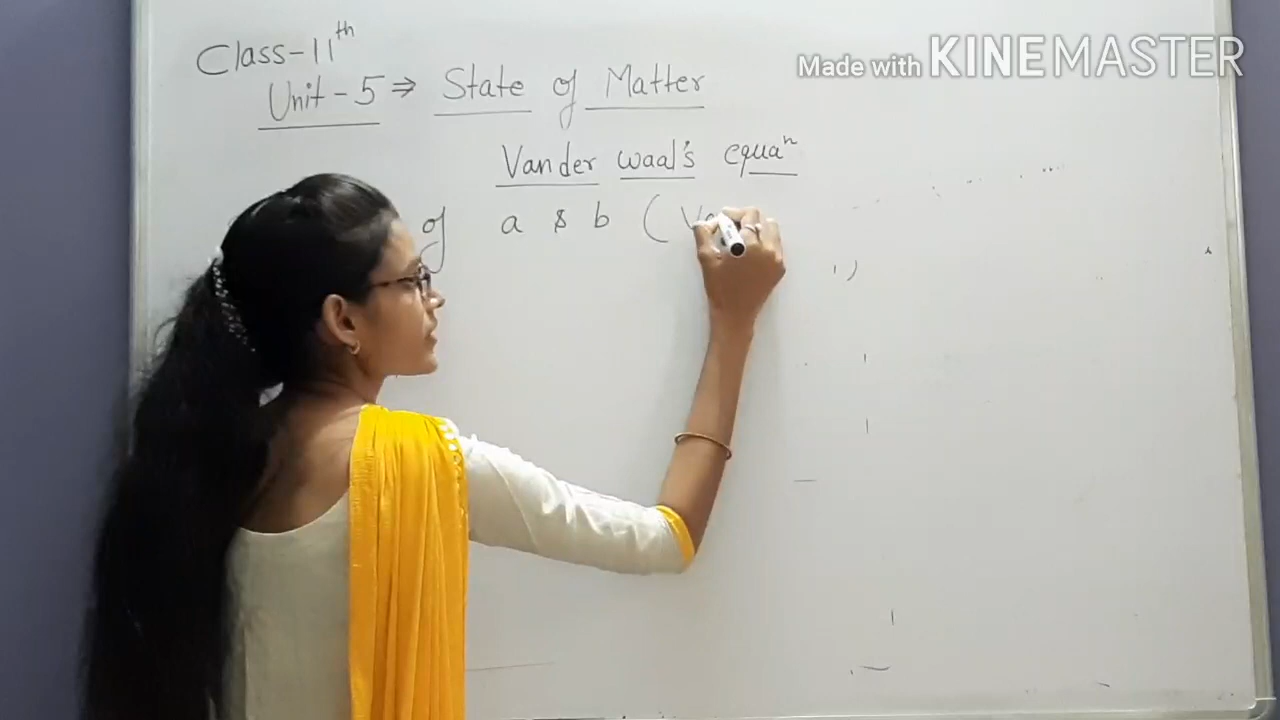 Class-11th
Made with KINEMASTER
Unit-5 ⇒ State of Matter
Vander waal's equaⁿ
of a & b (